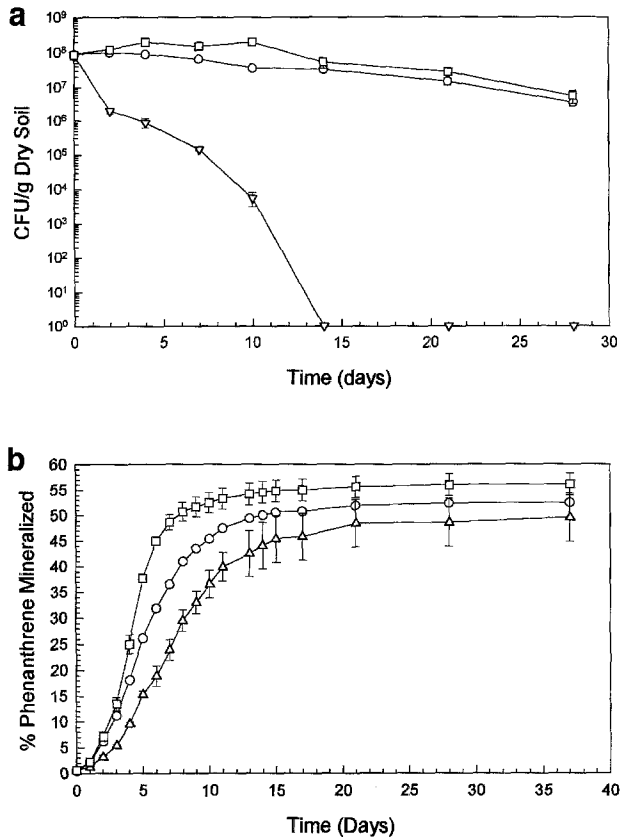 a
10⁹
10⁸
10⁷
10⁶
10⁵
10⁴
10³
10²
10¹
10⁰
CFU/g Dry Soil
0 5 10 15 20 25 30
Time (days)
b
60
55
50
45
40
35
30
25
20
15
10
5
0
% Phenanthrene Mineralized
0 5 10 15 20 25 30 35 40
Time (Days)